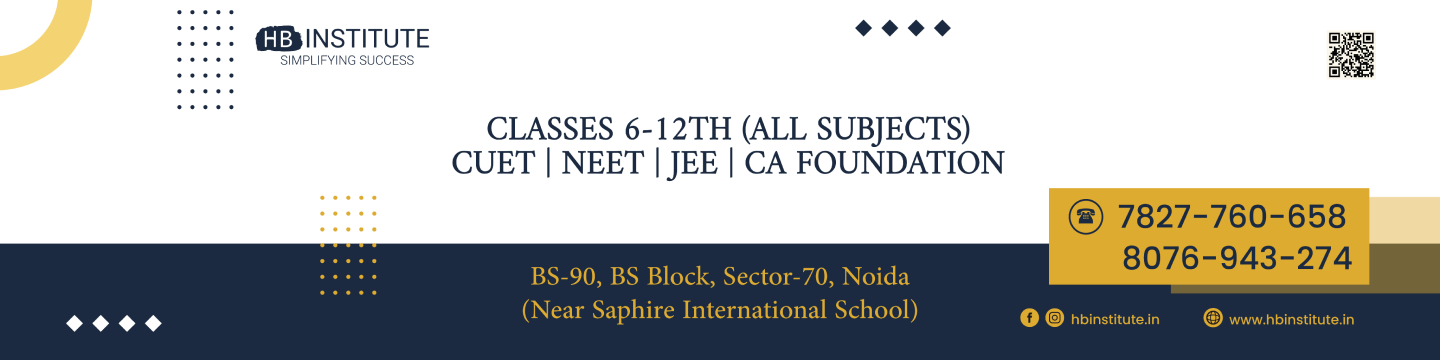 HB INSTITUTE
SIMPLIFYING SUCCESS
CLASSES 6-12TH (ALL SUBJECTS)
CUET | NEET | JEE | CA FOUNDATION
7827-760-658
8076-943-274
BS-90, BS Block, Sector-70, Noida
(Near Saphire International School)
hbinstitute.in
www.hbinstitute.in